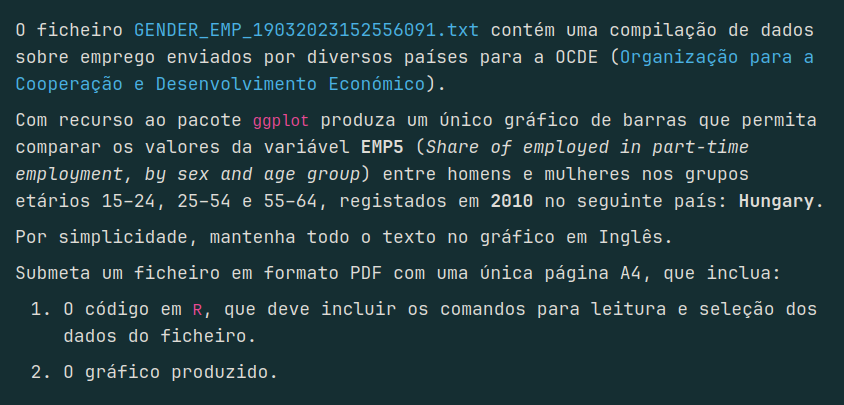 O ficheiro GENDER_EMP_19032023152556091.txt contém uma compilação de dados
sobre emprego enviados por diversos países para a OCDE (Organização para a
Cooperação e Desenvolvimento Económico).
Com recurso ao pacote ggplot produza um único gráfico de barras que permita
comparar os valores da variável EMP5 (Share of employed in part-time
employment, by sex and age group) entre homens e mulheres nos grupos
etários 15-24, 25-54 e 55-64, registados em 2010 no seguinte país: Hungary.
Por simplicidade, mantenha todo o texto no gráfico em Inglês.
Submeta um ficheiro em formato PDF com uma única página A4, que inclua:
1. O código em R, que deve incluir os comandos para leitura e seleção dos
dados do ficheiro.
2. O gráfico produzido.